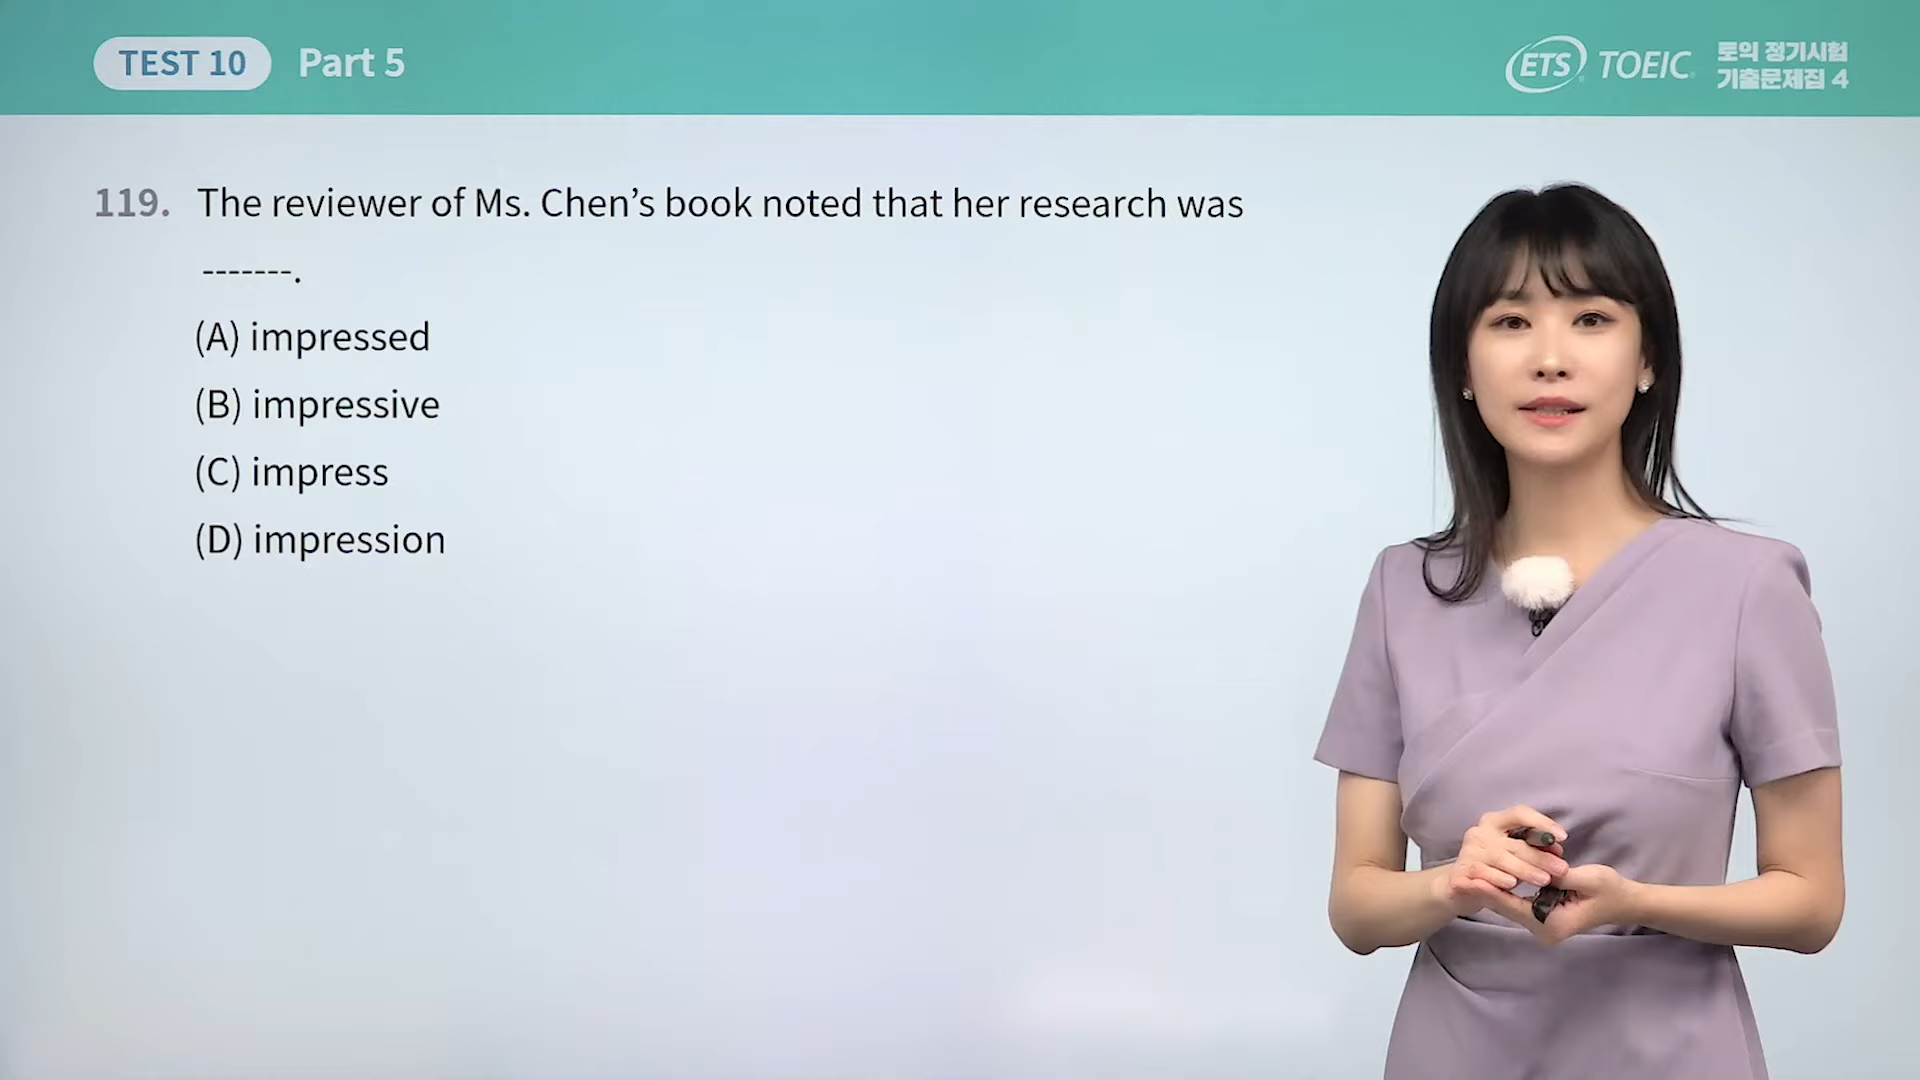 TEST 10 Part 5
ETS TOEIC® 토익 정기시험
기출문제집 4
119. The reviewer of Ms. Chen’s book noted that her research was
-------.
(A) impressed
(B) impressive
(C) impress
(D) impression